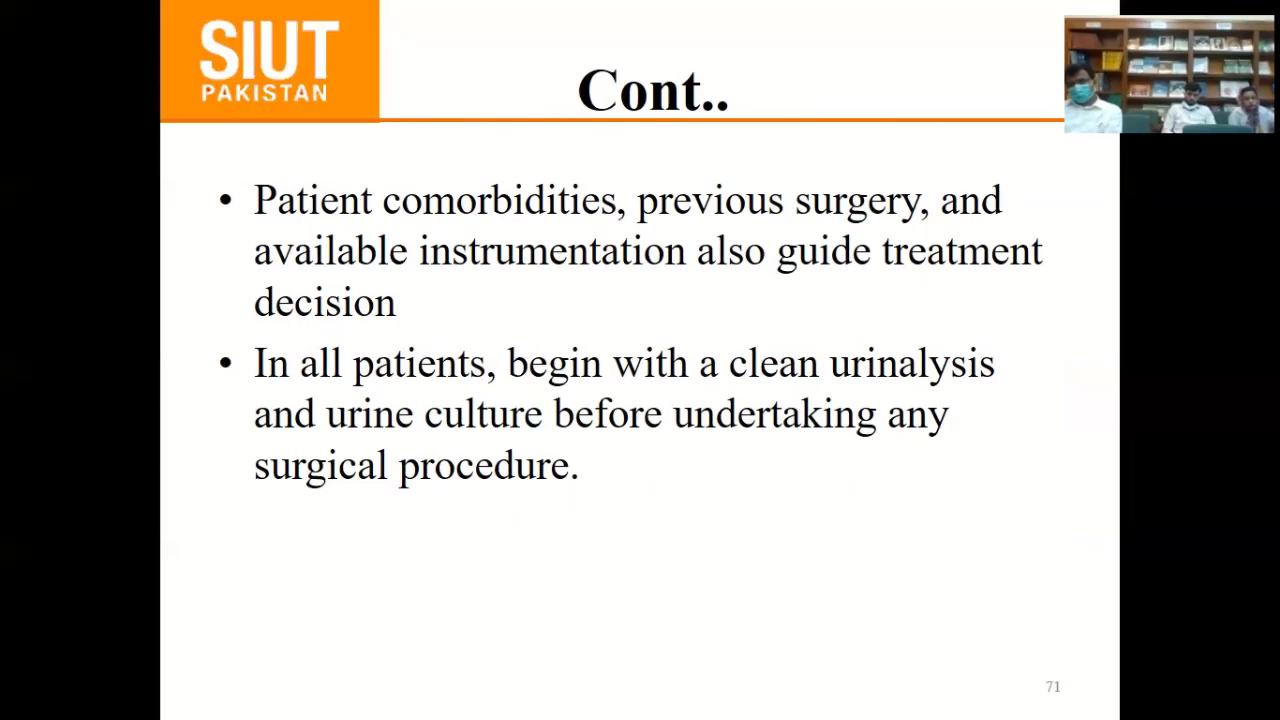 SIUT
PAKISTAN
Cont..
• Patient comorbidities, previous surgery, and
available instrumentation also guide treatment
decision
• In all patients, begin with a clean urinalysis
and urine culture before undertaking any
surgical procedure.
71